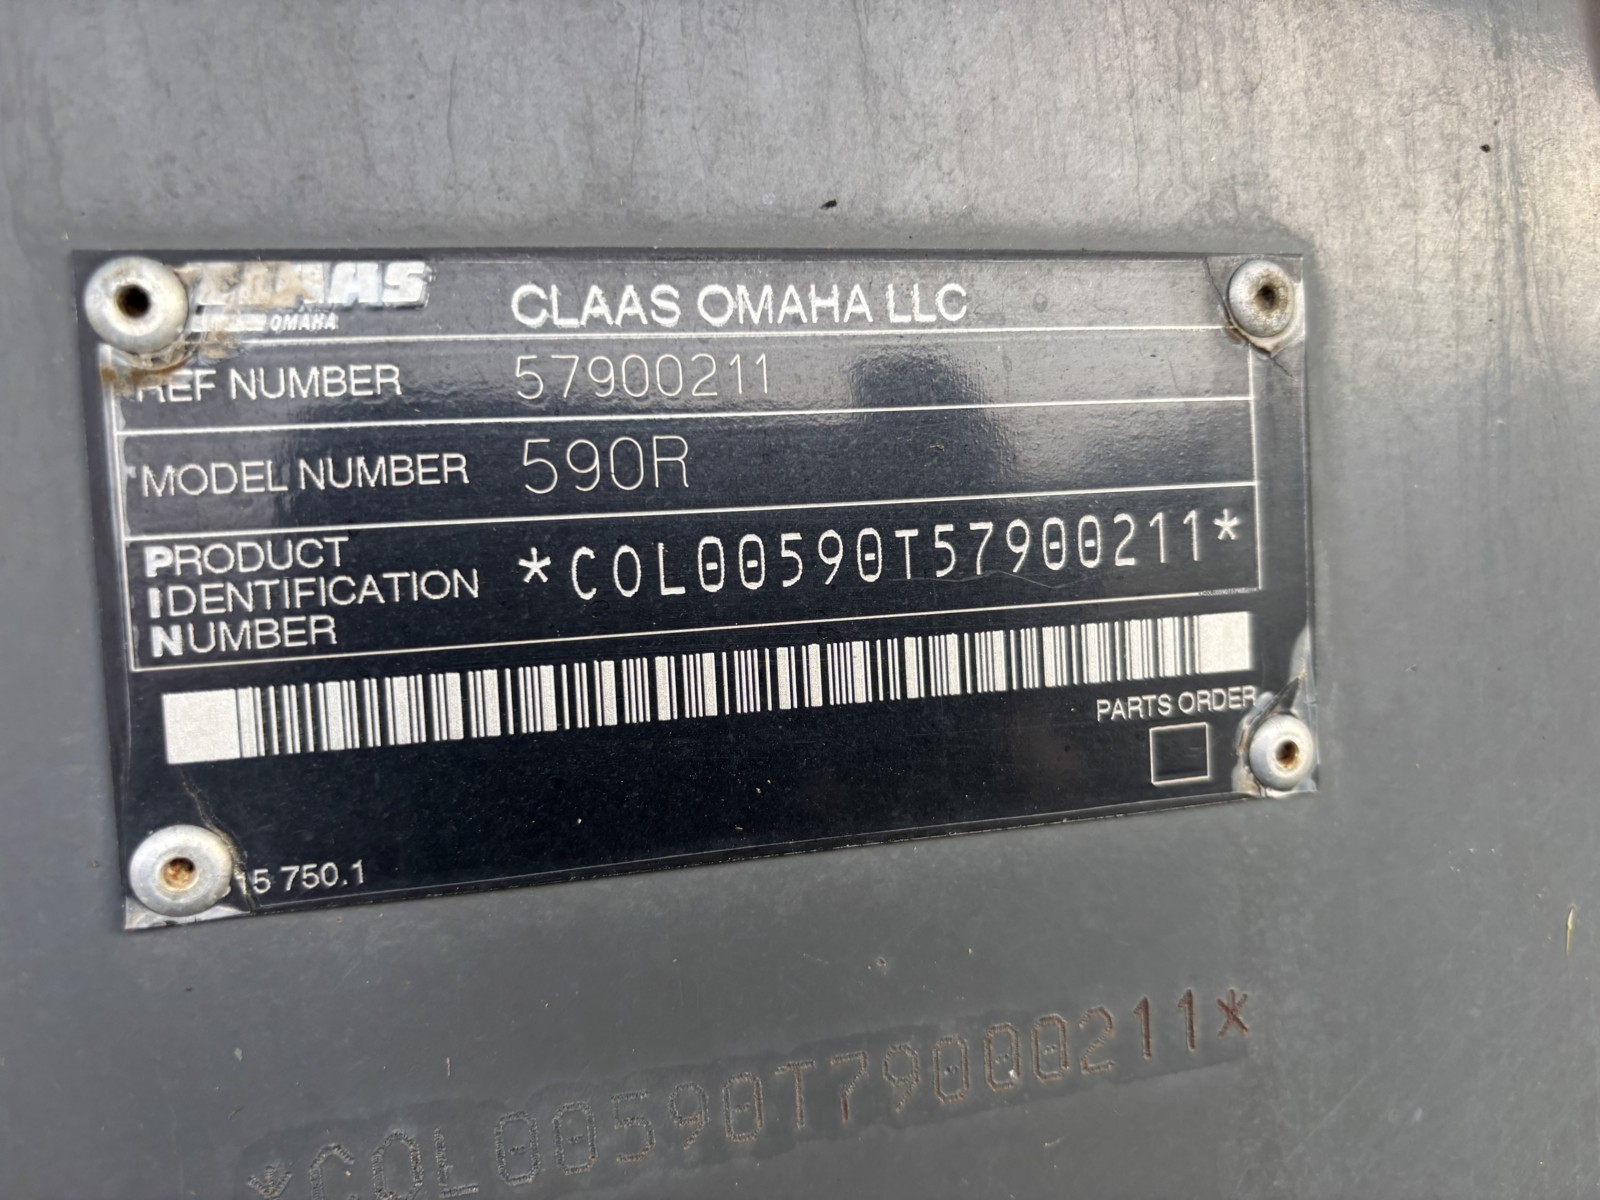 CLAAS OMAHA
CLAAS OMAHA LLC
REF NUMBER 57900211
MODEL NUMBER 590R
PRODUCT
IDENTIFICATION
NUMBER
*COL00590T57900211*
PARTS ORDER
15 750.1
*COL00590T79000211*